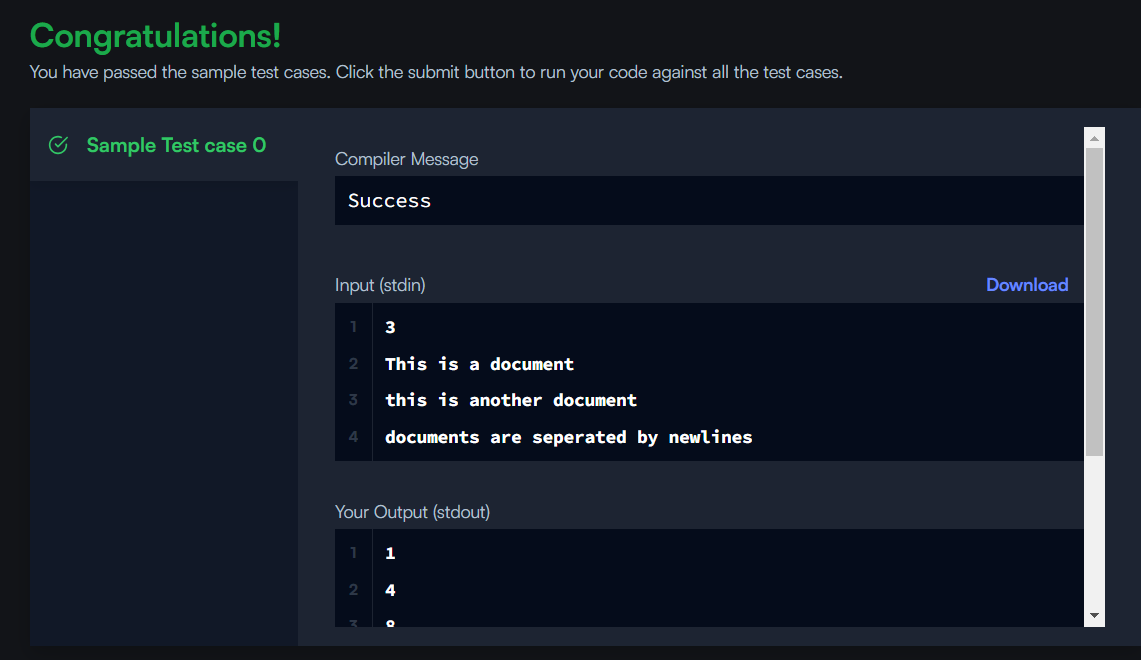 Congratulations!
You have passed the sample test cases. Click the submit button to run your code against all the test cases.
Sample Test case 0
Compiler Message
Success
Input (stdin)
Download
1 3
2 This is a document
3 this is another document
4 documents are seperated by newlines
Your Output (stdout)
1 1
2 4
3 8